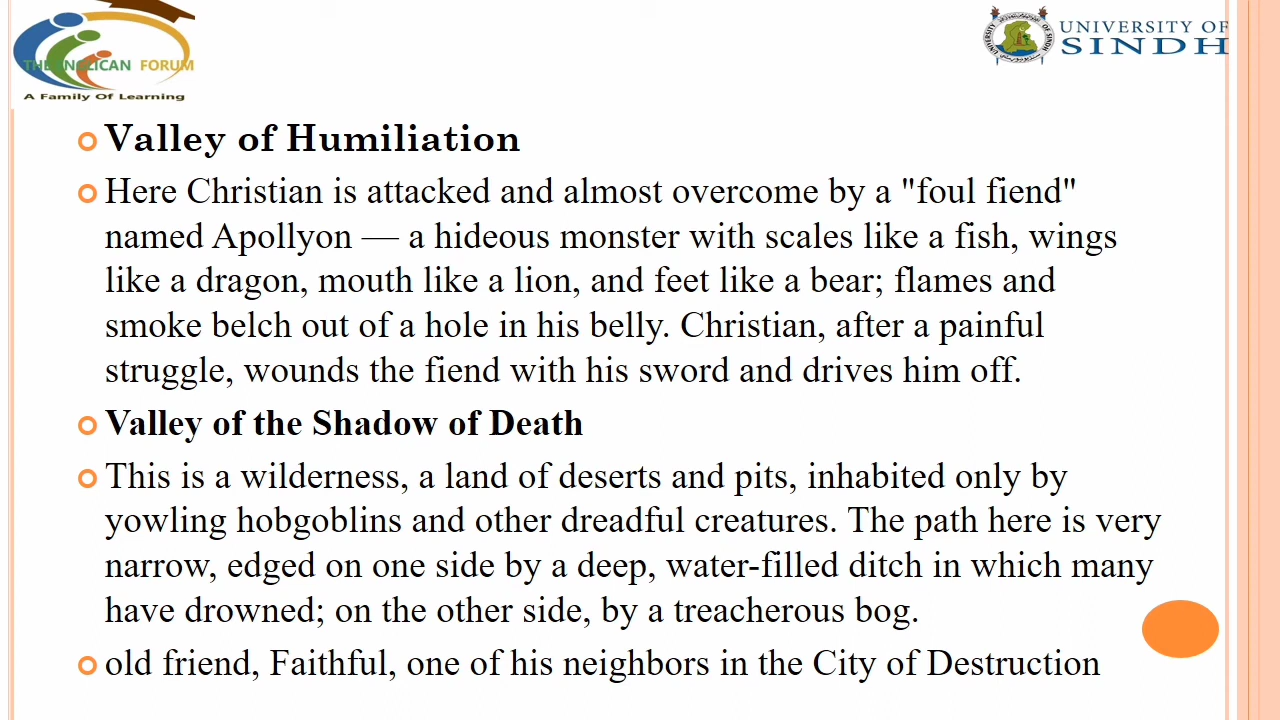 THE ANGLICAN FORUM
A Family Of Learning
UNIVERSITY OF
SINDH
Valley of Humiliation
Here Christian is attacked and almost overcome by a "foul fiend"
named Apollyon — a hideous monster with scales like a fish, wings
like a dragon, mouth like a lion, and feet like a bear; flames and
smoke belch out of a hole in his belly. Christian, after a painful
struggle, wounds the fiend with his sword and drives him off.
Valley of the Shadow of Death
This is a wilderness, a land of deserts and pits, inhabited only by
yowling hobgoblins and other dreadful creatures. The path here is very
narrow, edged on one side by a deep, water-filled ditch in which many
have drowned; on the other side, by a treacherous bog.
old friend, Faithful, one of his neighbors in the City of Destruction